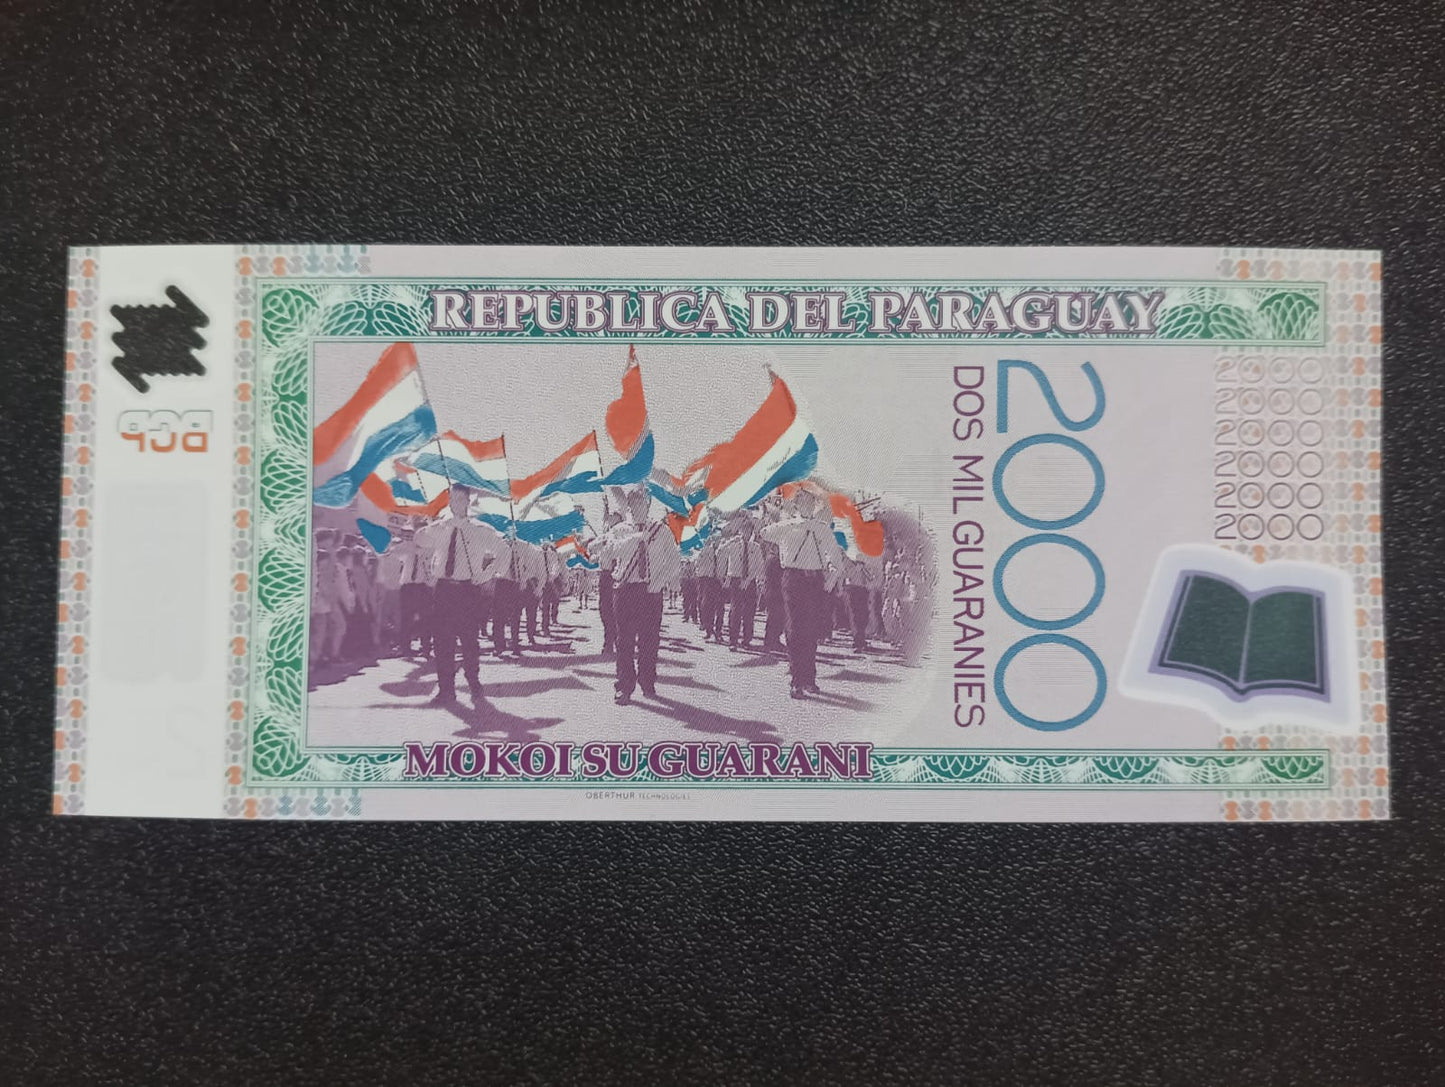 REPUBLICA DEL PARAGUAY
2000
DOS MIL GUARANIES
2000
2000
2000
2000
2000
2000
BCP
MOKOI SU GUARANI
OBERTHUR TECHNOLOGIES